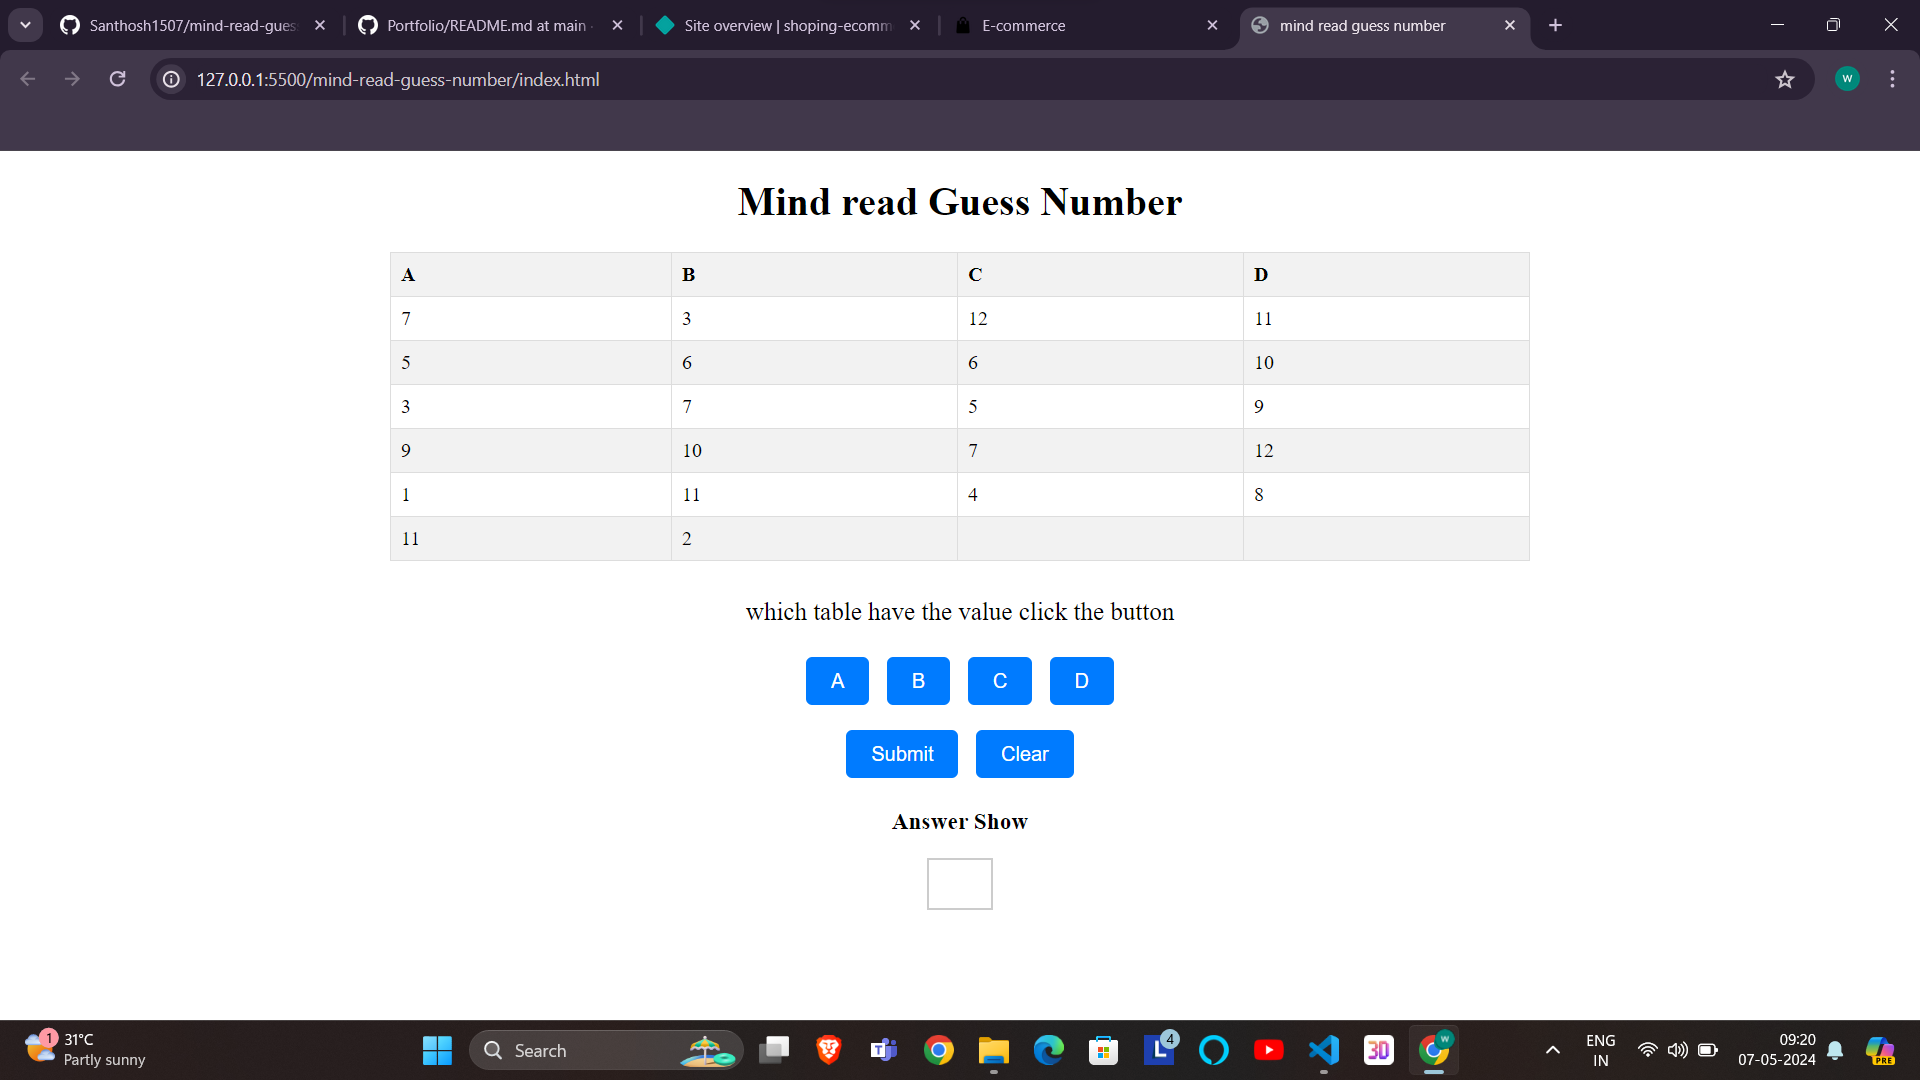 Santhosh1507/mind-read-gues
Portfolio/README.md at main ·
Site overview | shoping-ecomm
E-commerce
mind read guess number
127.0.0.1:5500/mind-read-guess-number/index.html
W
Mind read Guess Number
A B C D
7 3 12 11
5 6 6 10
3 7 5 9
9 10 7 12
1 11 4 8
11 2
which table have the value click the button
A B C D
Submit Clear
Answer Show
1
31°C
Partly sunny
Search
T
L
4
3D
W
ENG
IN
09:20
07-05-2024
PRE